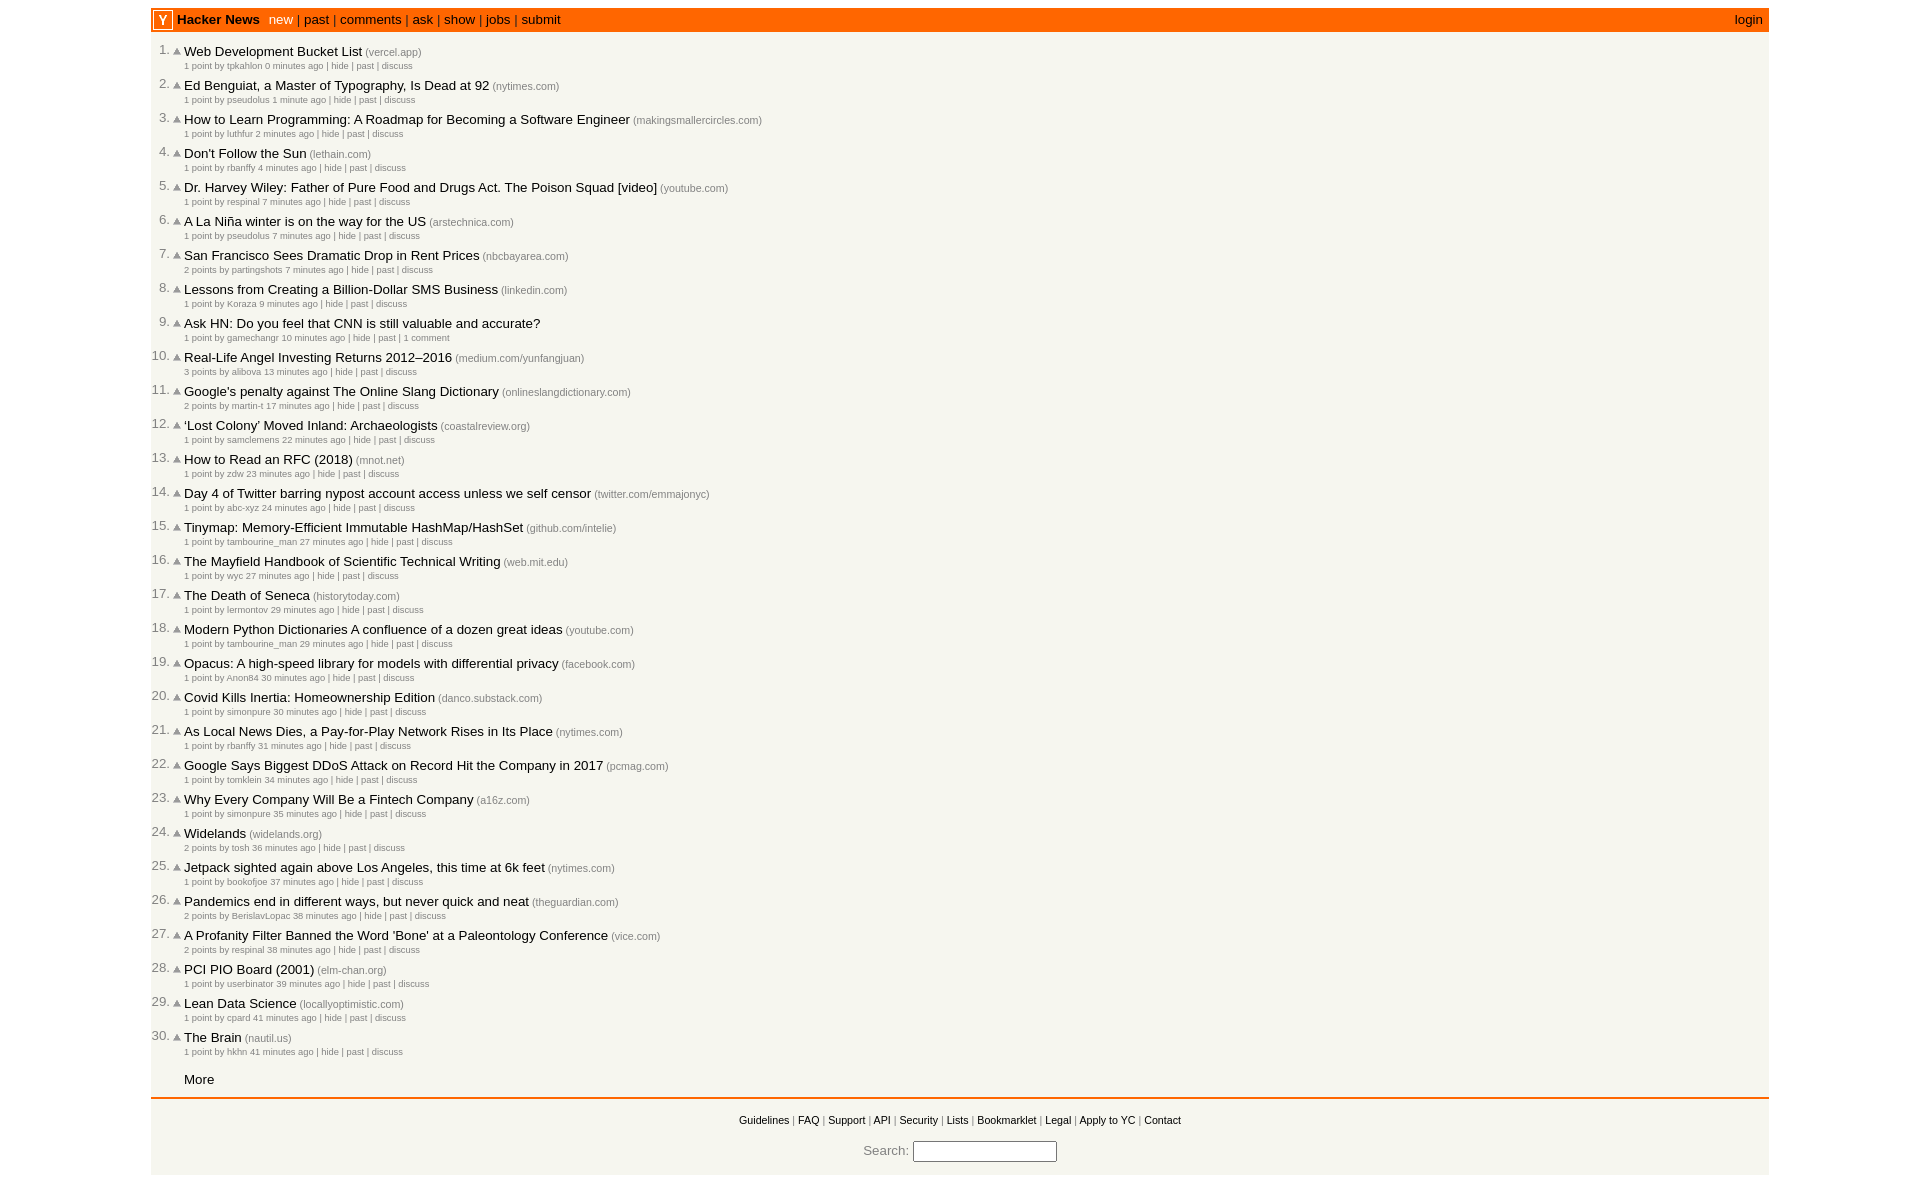 Y Hacker News new | past | comments | ask | show | jobs | submit login
1. Web Development Bucket List (vercel.app)
1 point by tpkahlon 0 minutes ago | hide | past | discuss
2. Ed Benguiat, a Master of Typography, Is Dead at 92 (nytimes.com)
1 point by pseudolus 1 minute ago | hide | past | discuss
3. How to Learn Programming: A Roadmap for Becoming a Software Engineer (makingsmallercircles.com)
1 point by luthfur 2 minutes ago | hide | past | discuss
4. Don't Follow the Sun (lethain.com)
1 point by rbanffy 4 minutes ago | hide | past | discuss
5. Dr. Harvey Wiley: Father of Pure Food and Drugs Act. The Poison Squad [video] (youtube.com)
1 point by respinal 7 minutes ago | hide | past | discuss
6. A La Niña winter is on the way for the US (arstechnica.com)
1 point by pseudolus 7 minutes ago | hide | past | discuss
7. San Francisco Sees Dramatic Drop in Rent Prices (nbcbayarea.com)
2 points by partingshots 7 minutes ago | hide | past | discuss
8. Lessons from Creating a Billion-Dollar SMS Business (linkedin.com)
1 point by Koraza 9 minutes ago | hide | past | discuss
9. Ask HN: Do you feel that CNN is still valuable and accurate?
1 point by gamechangr 10 minutes ago | hide | past | 1 comment
10. Real-Life Angel Investing Returns 2012–2016 (medium.com/yunfangjuan)
3 points by alibova 13 minutes ago | hide | past | discuss
11. Google's penalty against The Online Slang Dictionary (onlineslangdictionary.com)
2 points by martin-t 17 minutes ago | hide | past | discuss
12. ‘Lost Colony’ Moved Inland: Archaeologists (coastalreview.org)
1 point by samclemens 22 minutes ago | hide | past | discuss
13. How to Read an RFC (2018) (mnot.net)
1 point by zdw 23 minutes ago | hide | past | discuss
14. Day 4 of Twitter barring nypost account access unless we self censor (twitter.com/emmajonyc)
1 point by abc-xyz 24 minutes ago | hide | past | discuss
15. Tinymap: Memory-Efficient Immutable HashMap/HashSet (github.com/intelie)
1 point by tambourine_man 27 minutes ago | hide | past | discuss
16. The Mayfield Handbook of Scientific Technical Writing (web.mit.edu)
1 point by wyc 27 minutes ago | hide | past | discuss
17. The Death of Seneca (historytoday.com)
1 point by lermontov 29 minutes ago | hide | past | discuss
18. Modern Python Dictionaries A confluence of a dozen great ideas (youtube.com)
1 point by tambourine_man 29 minutes ago | hide | past | discuss
19. Opacus: A high-speed library for models with differential privacy (facebook.com)
1 point by Anon84 30 minutes ago | hide | past | discuss
20. Covid Kills Inertia: Homeownership Edition (danco.substack.com)
1 point by simonpure 30 minutes ago | hide | past | discuss
21. As Local News Dies, a Pay-for-Play Network Rises in Its Place (nytimes.com)
1 point by rbanffy 31 minutes ago | hide | past | discuss
22. Google Says Biggest DDoS Attack on Record Hit the Company in 2017 (pcmag.com)
1 point by tomklein 34 minutes ago | hide | past | discuss
23. Why Every Company Will Be a Fintech Company (a16z.com)
1 point by simonpure 35 minutes ago | hide | past | discuss
24. Widelands (widelands.org)
2 points by tosh 36 minutes ago | hide | past | discuss
25. Jetpack sighted again above Los Angeles, this time at 6k feet (nytimes.com)
1 point by bookofjoe 37 minutes ago | hide | past | discuss
26. Pandemics end in different ways, but never quick and neat (theguardian.com)
2 points by BerislavLopac 38 minutes ago | hide | past | discuss
27. A Profanity Filter Banned the Word 'Bone' at a Paleontology Conference (vice.com)
2 points by respinal 38 minutes ago | hide | past | discuss
28. PCI PIO Board (2001) (elm-chan.org)
1 point by userbinator 39 minutes ago | hide | past | discuss
29. Lean Data Science (locallyoptimistic.com)
1 point by cpard 41 minutes ago | hide | past | discuss
30. The Brain (nautil.us)
1 point by hkhn 41 minutes ago | hide | past | discuss
More
Guidelines | FAQ | Support | API | Security | Lists | Bookmarklet | Legal | Apply to YC | Contact
Search: